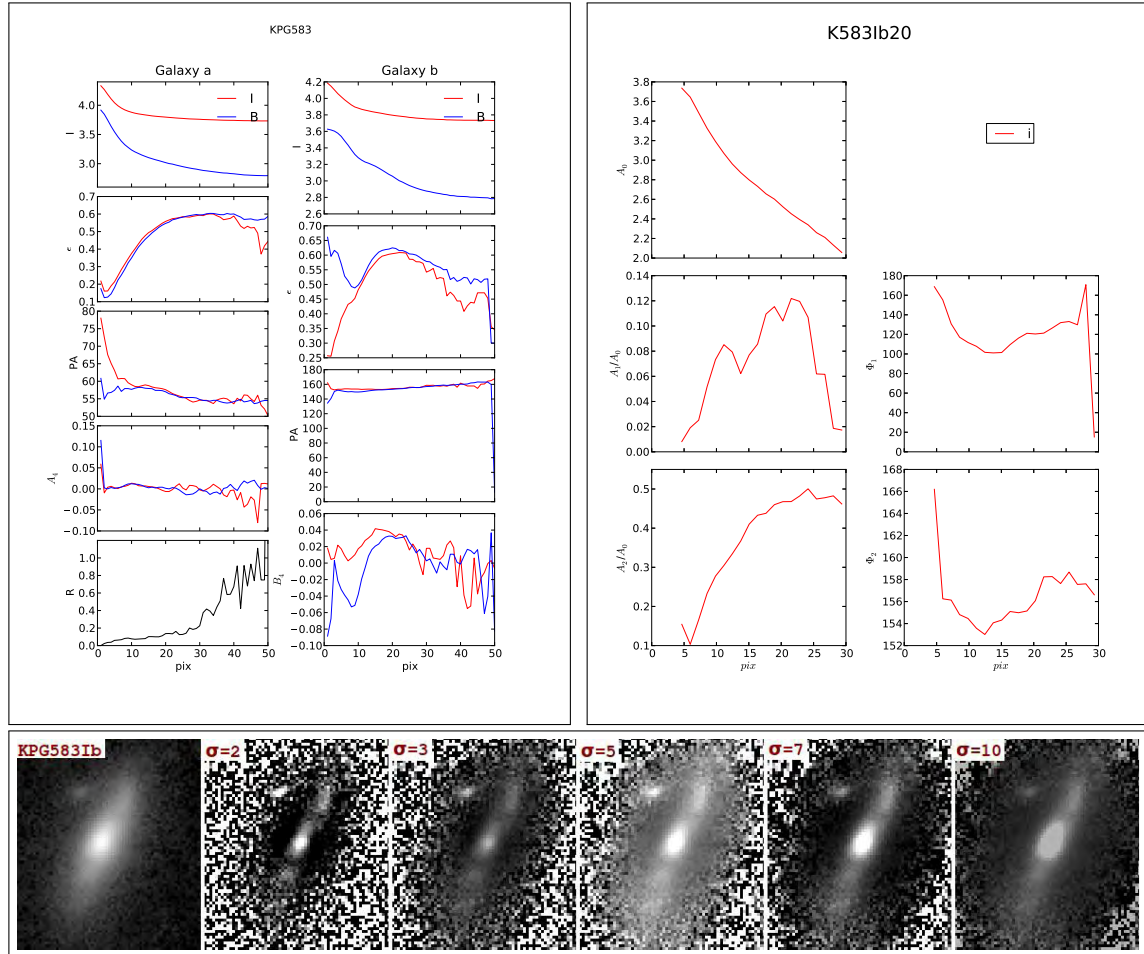 KPG583
Galaxy a
Galaxy b
I
B
I
B
I
4.0
3.5
3.0
I
4.2
4.0
3.8
3.6
3.4
3.2
3.0
2.8
2.6
ϵ
0.7
0.6
0.5
0.4
0.3
0.2
0.1
ϵ
0.70
0.65
0.60
0.55
0.50
0.45
0.40
0.35
0.30
0.25
PA
80
75
70
65
60
55
50
PA
180
160
140
120
100
80
60
40
20
0
A₄
0.15
0.10
0.05
0.00
−0.05
−0.10
B₄
0.06
0.04
0.02
0.00
−0.02
−0.04
−0.06
−0.08
−0.10
R
1.0
0.8
0.6
0.4
0.2
0.0
0 10 20 30 40 50
pix
0 10 20 30 40 50
pix
K583Ib20
i
A₀
3.8
3.6
3.4
3.2
3.0
2.8
2.6
2.4
2.2
2.0
A₁/A₀
0.14
0.12
0.10
0.08
0.06
0.04
0.02
0.00
Φ₁
180
160
140
120
100
80
60
40
20
0
A₂/A₀
0.5
0.4
0.3
0.2
0.1
Φ₂
168
166
164
162
160
158
156
154
152
0 5 10 15 20 25 30
pix
0 5 10 15 20 25 30
pix
KPG583Ib
σ=2
σ=3
σ=5
σ=7
σ=10